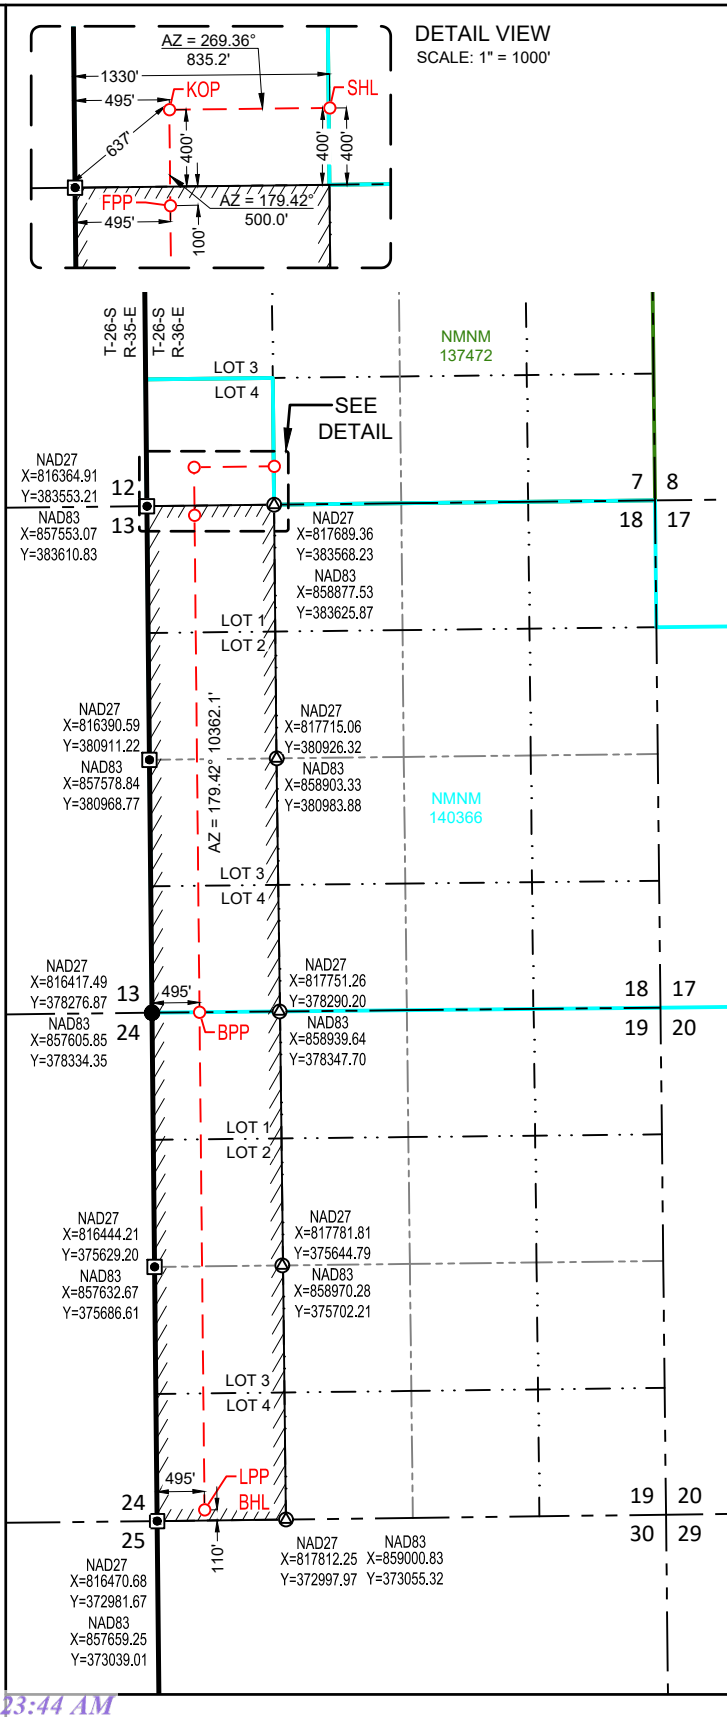 DETAIL VIEW
SCALE: 1" = 1000'
AZ = 269.36°
835.2'
1330'
KOP
SHL
495'
637'
400'
400'
400'
FPP
AZ = 179.42°
500.0'
495'
100'
T-26-S
R-35-E
T-26-S
R-36-E
NMNM
137472
LOT 3
LOT 4
SEE
DETAIL
NAD27
X=816364.91
Y=383553.21
NAD83
X=857553.07
Y=383610.83
12
13
7
8
18
17
NAD27
X=817689.36
Y=383568.23
NAD83
X=858877.53
Y=383625.87
LOT 1
LOT 2
AZ = 179.42° 10362.1'
NAD27
X=816390.59
Y=380911.22
NAD83
X=857578.84
Y=380968.77
NAD27
X=817715.06
Y=380926.32
NAD83
X=858903.33
Y=380983.88
NMNM
140366
LOT 3
LOT 4
NAD27
X=816417.49
Y=378276.87
NAD83
X=857605.85
Y=378334.35
13
24
495'
BPP
NAD27
X=817751.26
Y=378290.20
NAD83
X=858939.64
Y=378347.70
18
17
19
20
LOT 1
LOT 2
NAD27
X=816444.21
Y=375629.20
NAD83
X=857632.67
Y=375686.61
NAD27
X=817781.81
Y=375644.79
NAD83
X=858970.28
Y=375702.21
LOT 3
LOT 4
495'
LPP
BHL
110'
24
25
19
20
30
29
NAD27
X=816470.68
Y=372981.67
NAD83
X=857659.25
Y=373039.01
NAD27
X=817812.25
Y=372997.97
NAD83
X=859000.83
Y=373055.32
23:44 AM